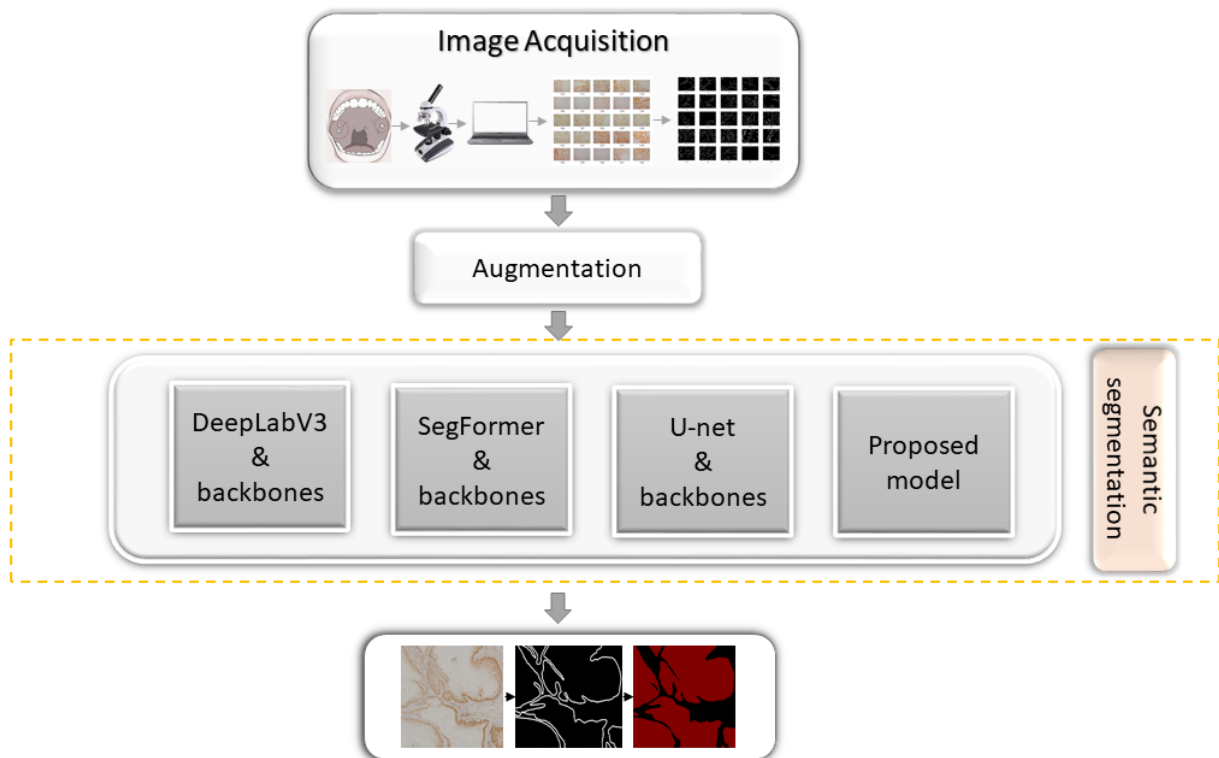 Image Acquisition
Augmentation
DeepLabV3
&
backbones
SegFormer
&
backbones
U-net
&
backbones
Proposed
model
Semantic
segmentation